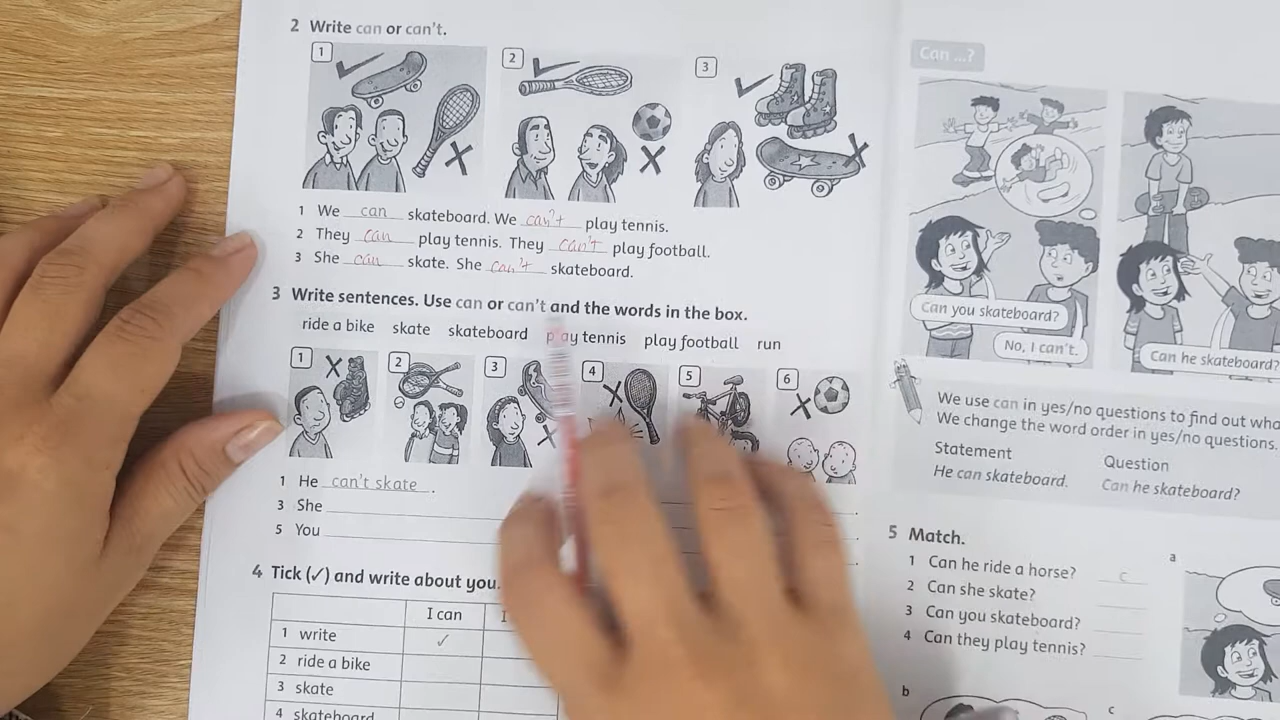 2 Write can or can't.
1
2
3
1 We can skateboard. We can't play tennis.
2 They can play tennis. They can't play football.
3 She can skate. She can't skateboard.
3 Write sentences. Use can or can't and the words in the box.
ride a bike skate skateboard play tennis play football run
1
2
3
4
5
6
1 He can't skate.
3 She
5 You
4 Tick (✓) and write about you.
I can
1 write ✓
2 ride a bike
3 skate
4 skateboard
Can ...?
Can you skateboard?
No, I can't.
Can he skateboard?
We use can in yes/no questions to find out
We change the word order in yes/no questions.
Statement Question
He can skateboard. Can he skateboard?
5 Match.
1 Can he ride a horse? c
2 Can she skate?
3 Can you skateboard?
4 Can they play tennis?
a
b
c